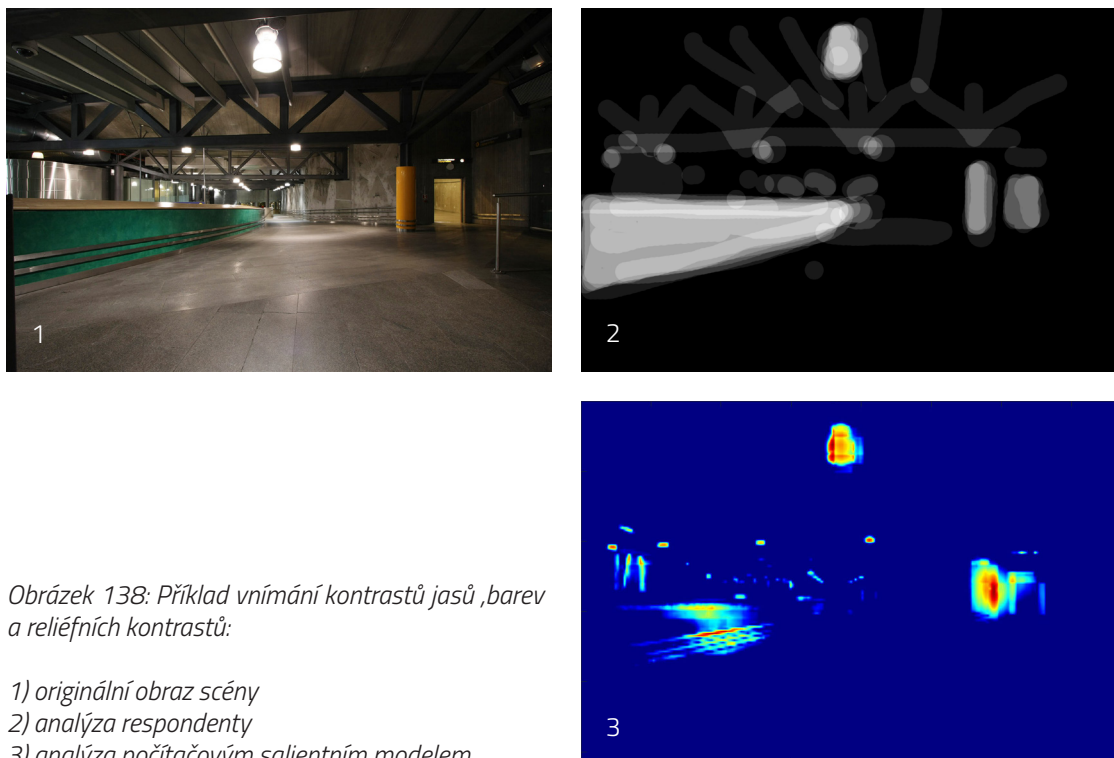 1
2
3
Obrázek 138: Příklad vnímání kontrastů jasů ,barev
a reliéfních kontrastů:
1) originální obraz scény
2) analýza respondenty
3) analýza počítačovým salientním modelem